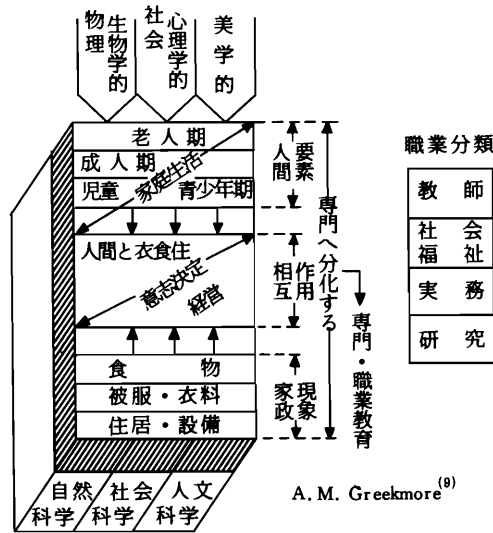 物理
生物学的
社会
心理学的
美学的
老人期
成人期
児童 青少年期
家庭生活
人間と衣食住
意志決定
経営
食物
被服・衣料
住居・設備
人間
要素
相互
作用
家政
現象
専門へ分化する
専門・職業教育
自然
科学
社会
科学
人文
科学
職業分類
教師
社会
福祉
実務
研究
A. M. Greekmore(9)